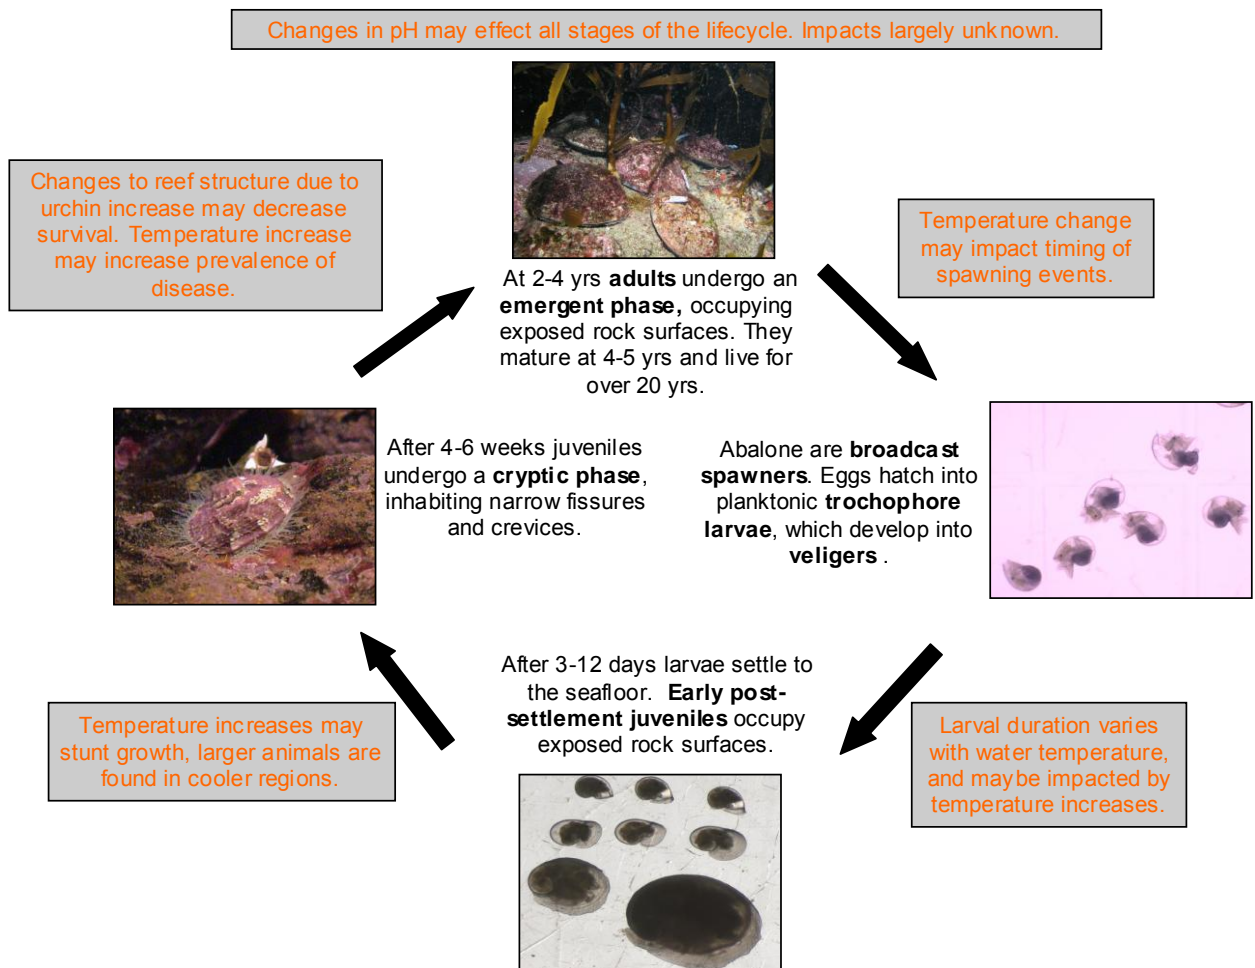 Changes in pH may effect all stages of the lifecycle. Impacts largely unknown.
Changes to reef structure due to
urchin increase may decrease
survival. Temperature increase
may increase prevalence of
disease.
Temperature change
may impact timing of
spawning events.
At 2-4 yrs adults undergo an
emergent phase, occupying
exposed rock surfaces. They
mature at 4-5 yrs and live for
over 20 yrs.
After 4-6 weeks juveniles
undergo a cryptic phase,
inhabiting narrow fissures
and crevices.
Abalone are broadcast
spawners. Eggs hatch into
planktonic trochophore
larvae, which develop into
veligers .
After 3-12 days larvae settle to
the seafloor. Early post-
settlement juveniles occupy
exposed rock surfaces.
Temperature increases may
stunt growth, larger animals are
found in cooler regions.
Larval duration varies
with water temperature,
and maybe impacted by
temperature increases.